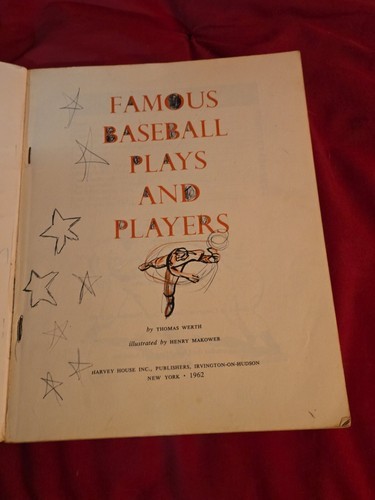 FAMOUS
BASEBALL
PLAYS
AND
PLAYERS
by THOMAS WERTH
illustrated by HENRY MAKOWER
HARVEY HOUSE INC., PUBLISHERS, IRVINGTON-ON-HUDSON
NEW YORK • 1962